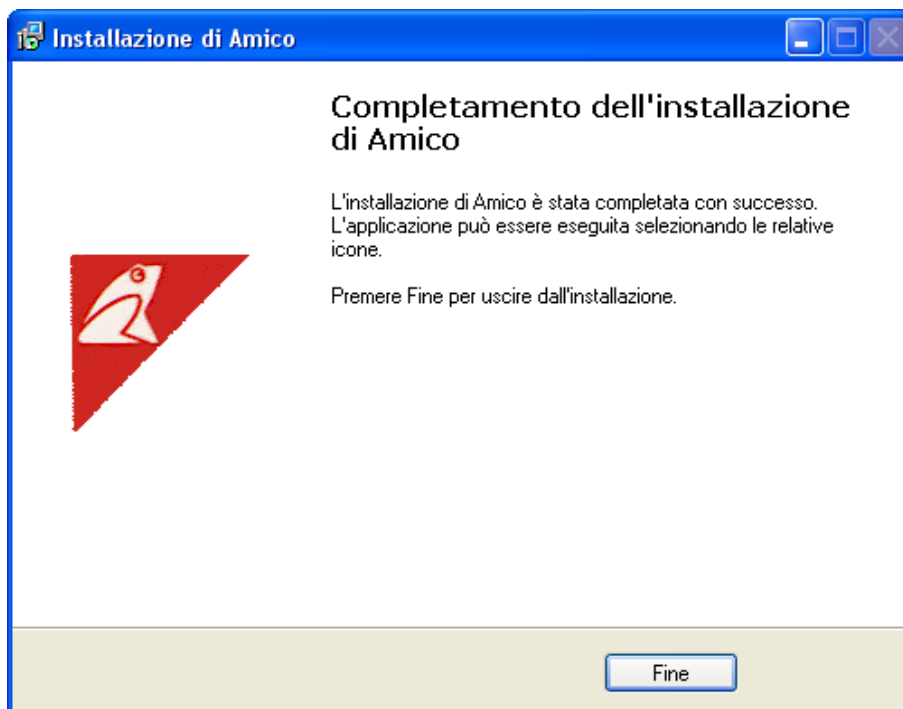 Installazione di Amico
Completamento dell'installazione
di Amico
L'installazione di Amico è stata completata con successo.
L'applicazione può essere eseguita selezionando le relative
icone.
Premere Fine per uscire dall'installazione.
Fine